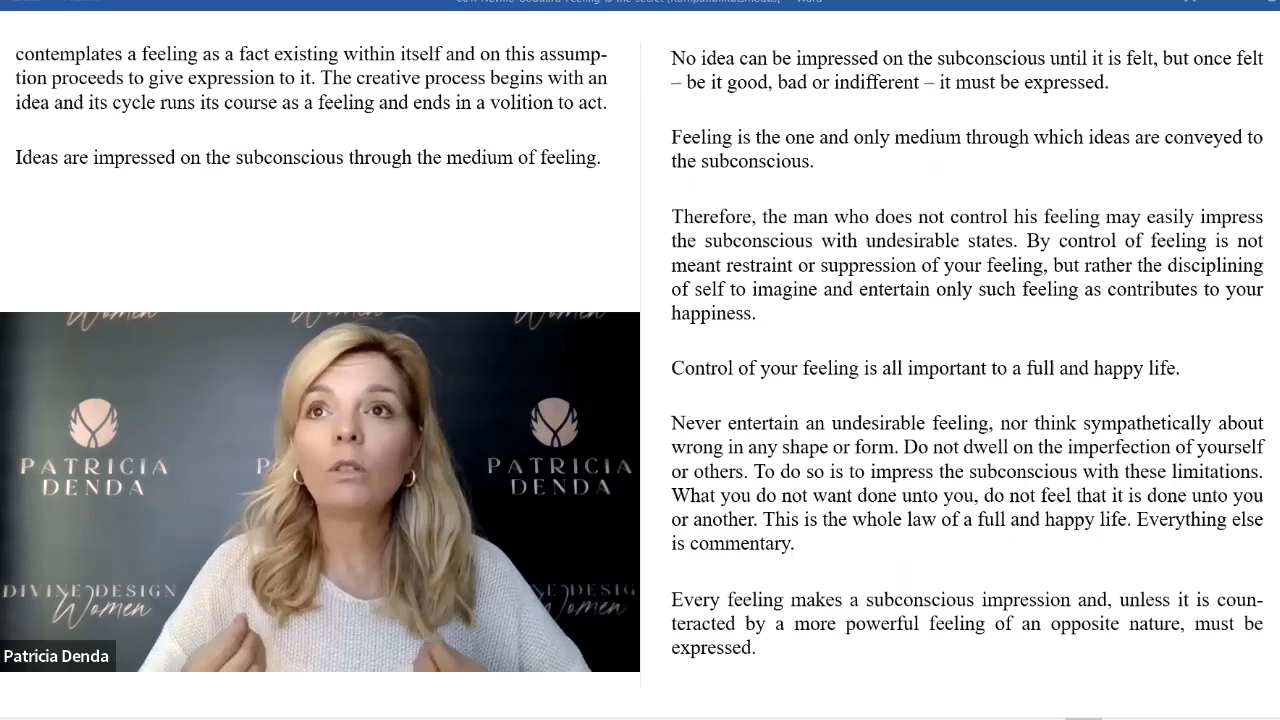 contemplates a feeling as a fact existing within itself and on this assump-
tion proceeds to give expression to it. The creative process begins with an
idea and its cycle runs its course as a feeling and ends in a volition to act.
Ideas are impressed on the subconscious through the medium of feeling.
No idea can be impressed on the subconscious until it is felt, but once felt
– be it good, bad or indifferent – it must be expressed.
Feeling is the one and only medium through which ideas are conveyed to
the subconscious.
Therefore, the man who does not control his feeling may easily impress
the subconscious with undesirable states. By control of feeling is not
meant restraint or suppression of your feeling, but rather the disciplining
of self to imagine and entertain only such feeling as contributes to your
happiness.
Control of your feeling is all important to a full and happy life.
Never entertain an undesirable feeling, nor think sympathetically about
wrong in any shape or form. Do not dwell on the imperfection of yourself
or others. To do so is to impress the subconscious with these limitations.
What you do not want done unto you, do not feel that it is done unto you
or another. This is the whole law of a full and happy life. Everything else
is commentary.
Every feeling makes a subconscious impression and, unless it is coun-
teracted by a more powerful feeling of an opposite nature, must be
expressed.
Women
Women
Women
PATRICIA
DENDA
P
PATRICIA
DENDA
DIVINE DESIGN
Women
NE DESIG
Women
Patricia Denda